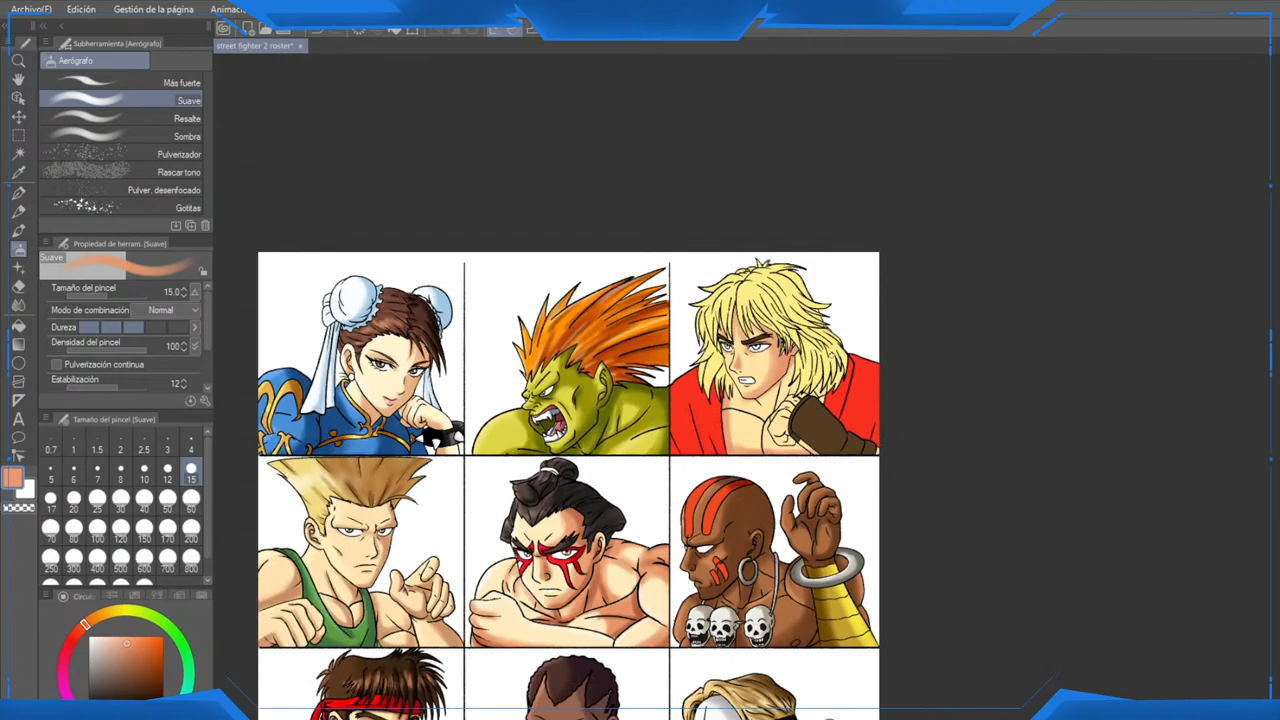 Archivo(F) Edición Gestión de la página Animación
street fighter 2 roster*
Subherramienta (Aerógrafo)
Aerógrafo
Más fuerte
Suave
Resalte
Sombra
Pulverizador
Rascar tono
Pulver. desenfocado
Gotitas
Propiedad de herram. [Suave]
Suave
Tamaño del pincel 15.0
Modo de combinación Normal
Dureza
Densidad del pincel 100
Pulverización continua
Estabilización 12
Tamaño del pincel [Suave]
0.7 1 1.5 2 2.5 3 4
5 6 7 8 10 12 15
17 20 25 30 40 50 60
70 80 100 120 150 170 200
250 300 400 500 600 700 800
Círculo